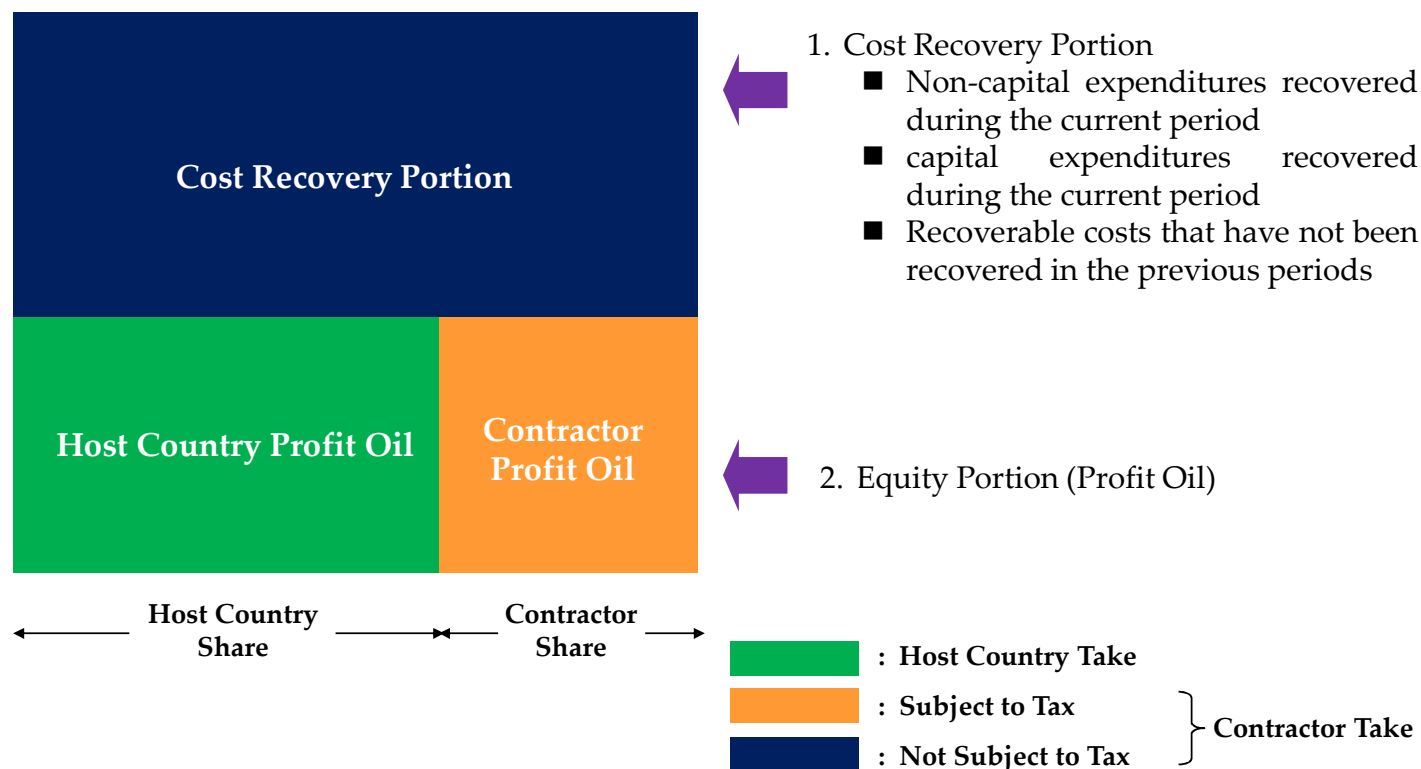 Cost Recovery Portion
1. Cost Recovery Portion
■ Non-capital expenditures recovered
during the current period
■ capital expenditures recovered
during the current period
■ Recoverable costs that have not been
recovered in the previous periods
Host Country Profit Oil
Contractor
Profit Oil
2. Equity Portion (Profit Oil)
Host Country
Share
Contractor
Share
: Host Country Take
: Subject to Tax
: Not Subject to Tax
Contractor Take